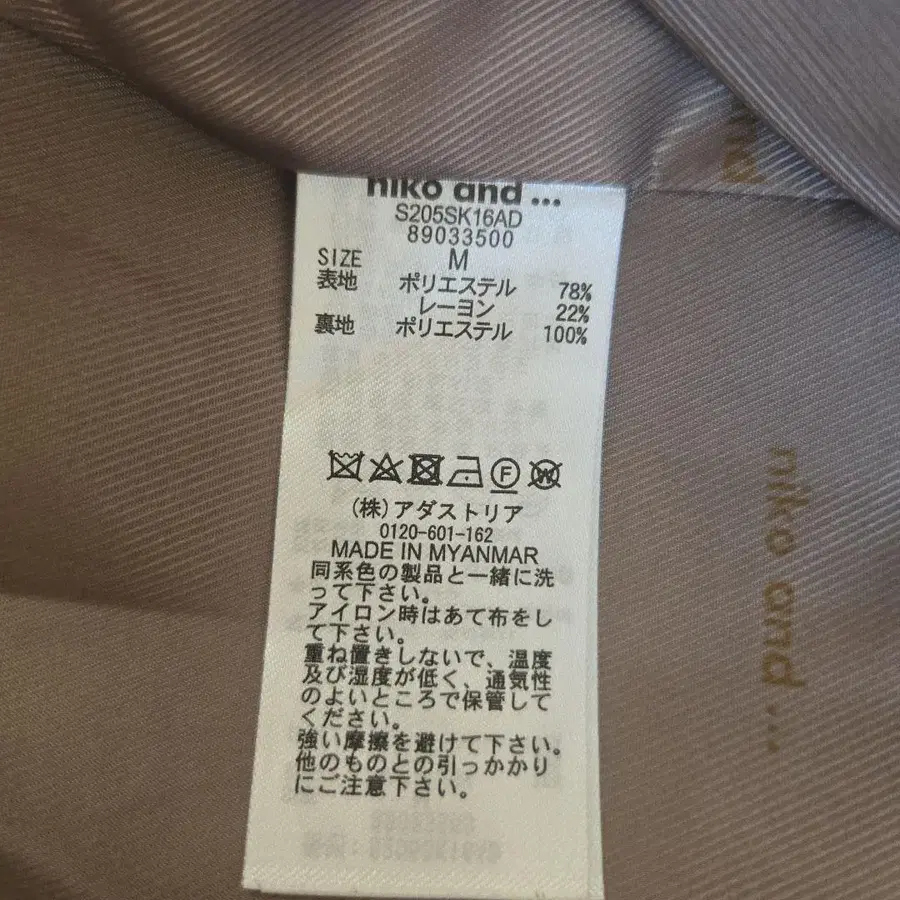 niko and ...
S205SK16AD
89033500
SIZE M
表地 ポリエステル 78%
レーヨン 22%
裏地 ポリエステル 100%
F W
(株)アダストリア
0120-601-162
MADE IN MYANMAR
同系色の製品と一緒に洗
って下さい。
アイロン時はあて布をし
て下さい。
重ね置きしないで、温度
及び湿度が低く、通気性
のよいところで保管して
ください。
強い摩擦を避けて下さい。
他のものとの引っかかり
にご注意下さい。
niko and ...